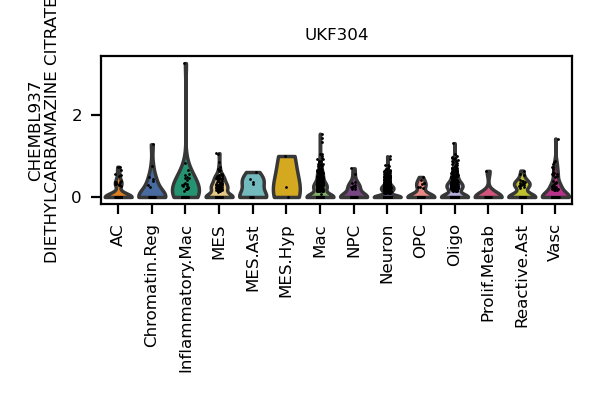 UKF304
CHEMBL937
DIETHYLCARBAMAZINE CITRATE
2
0
AC
Chromatin.Reg
Inflammatory.Mac
MES
MES.Ast
MES.Hyp
Mac
NPC
Neuron
OPC
Oligo
Prolif.Metab
Reactive.Ast
Vasc